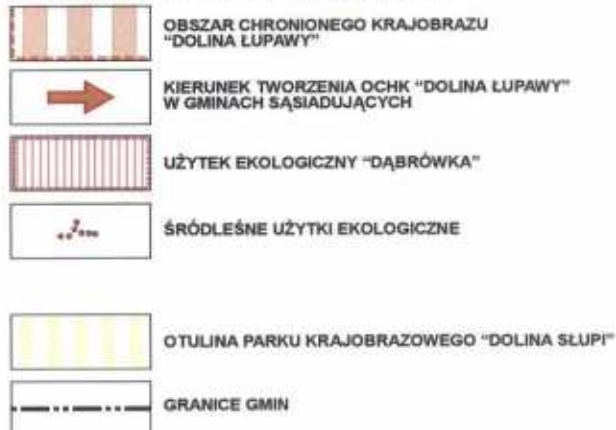 OBSZAR CHRONIONEGO KRAJOBRAZU
"DOLINA ŁUPAWY"
KIERUNEK TWORZENIA OCHK "DOLINA ŁUPAWY"
W GMINACH SĄSIADUJĄCYCH
UŻYTEK EKOLOGICZNY "DĄBRÓWKA"
ŚRÓDLEŚNE UŻYTKI EKOLOGICZNE
OTULINA PARKU KRAJOBRAZOWEGO "DOLINA SŁUPI"
GRANICE GMIN